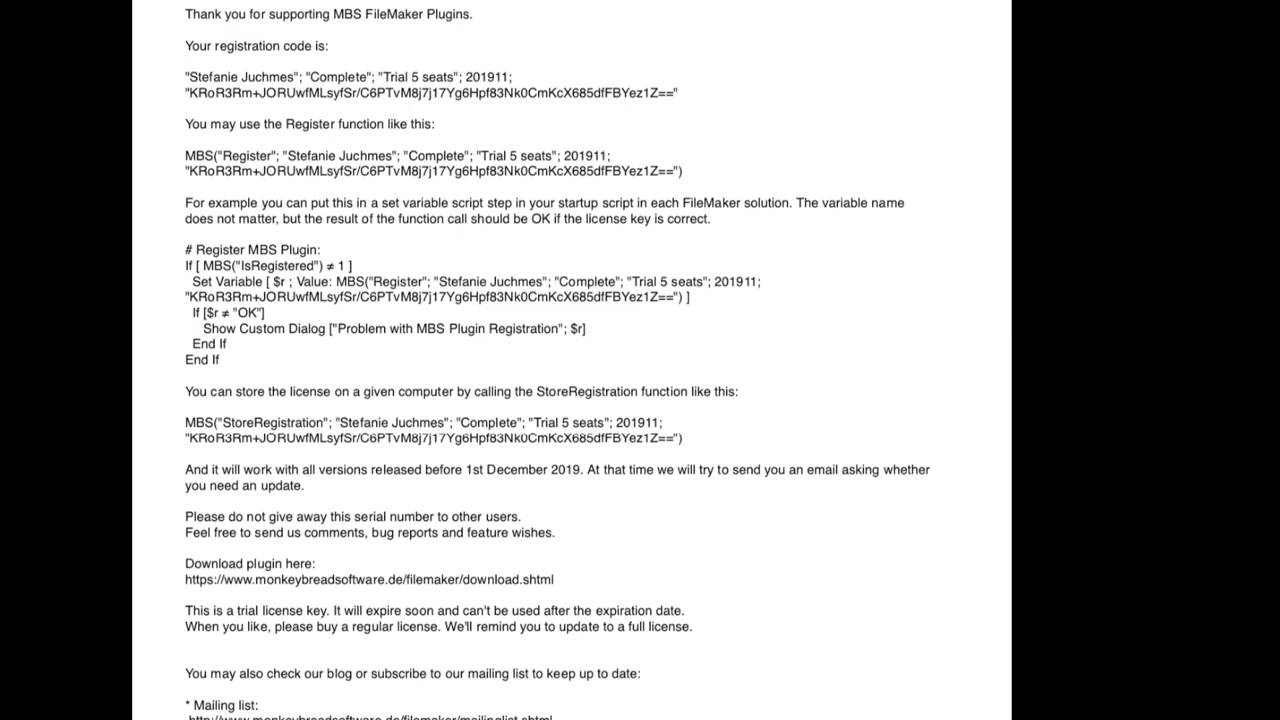 Thank you for supporting MBS FileMaker Plugins.
Your registration code is:
"Stefanie Juchmes"; "Complete"; "Trial 5 seats"; 201911;
"KRoR3Rm+JORUwfMLsyfSr/C6PTvM8j7j17Yg6Hpf83Nk0CmKcX685dfFBYez1Z=="
You may use the Register function like this:
MBS("Register"; "Stefanie Juchmes"; "Complete"; "Trial 5 seats"; 201911;
"KRoR3Rm+JORUwfMLsyfSr/C6PTvM8j7j17Yg6Hpf83Nk0CmKcX685dfFBYez1Z==")
For example you can put this in a set variable script step in your startup script in each FileMaker solution. The variable name
does not matter, but the result of the function call should be OK if the license key is correct.
# Register MBS Plugin:
If [ MBS("IsRegistered") ≠ 1 ]
Set Variable [ $r ; Value: MBS("Register"; "Stefanie Juchmes"; "Complete"; "Trial 5 seats"; 201911;
"KRoR3Rm+JORUwfMLsyfSr/C6PTvM8j7j17Yg6Hpf83Nk0CmKcX685dfFBYez1Z==") ]
If [$r ≠ "OK"]
Show Custom Dialog ["Problem with MBS Plugin Registration"; $r]
End If
End If
You can store the license on a given computer by calling the StoreRegistration function like this:
MBS("StoreRegistration"; "Stefanie Juchmes"; "Complete"; "Trial 5 seats"; 201911;
"KRoR3Rm+JORUwfMLsyfSr/C6PTvM8j7j17Yg6Hpf83Nk0CmKcX685dfFBYez1Z==")
And it will work with all versions released before 1st December 2019. At that time we will try to send you an email asking whether
you need an update.
Please do not give away this serial number to other users.
Feel free to send us comments, bug reports and feature wishes.
Download plugin here:
https://www.monkeybreadsoftware.de/filemaker/download.shtml
This is a trial license key. It will expire soon and can't be used after the expiration date.
When you like, please buy a regular license. We'll remind you to update to a full license.
You may also check our blog or subscribe to our mailing list to keep up to date:
* Mailing list:
http://www.monkeybreadsoftware.de/filemaker/mailinglist.shtml